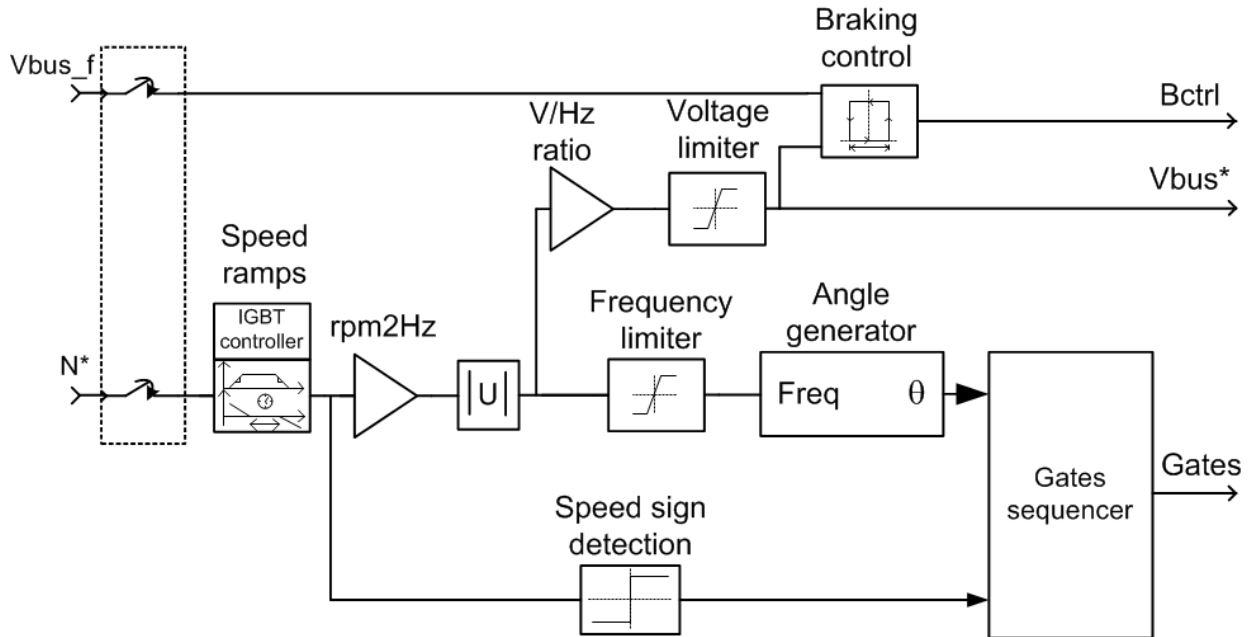 Braking
control
Vbus_f
Bctrl
V/Hz
ratio
Voltage
limiter
Vbus*
Speed
ramps
IGBT
controller
rpm2Hz
Frequency
limiter
Angle
generator
N*
|U|
Freq θ
Gates
sequencer
Gates
Speed sign
detection